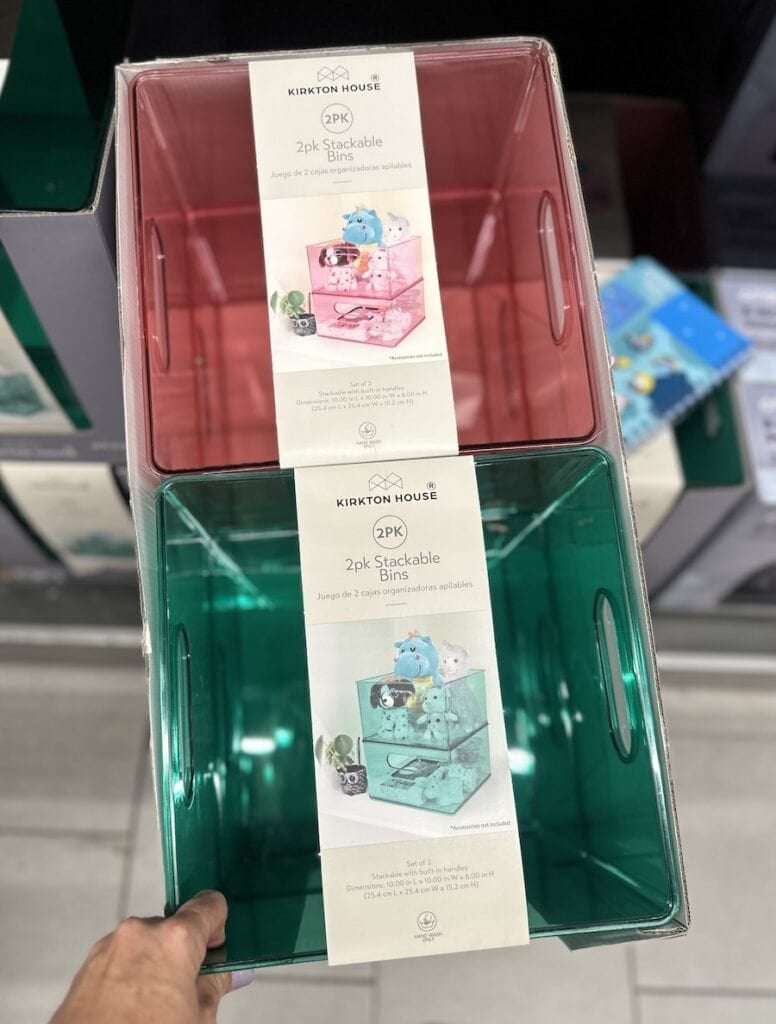 KIRKTON HOUSE®
2PK
2pk Stackable
Bins
Juego de 2 cajas organizadoras apilables
*Accessories not included
Set of 2
Stackable with built-in handles
Dimensions: 10.00 in L x 10.00 in W x 6.00 in H
(25.4 cm L x 25.4 cm W x 15.2 cm H)
HAND WASH
ONLY
KIRKTON HOUSE®
2PK
2pk Stackable
Bins
Juego de 2 cajas organizadoras apilables
*Accessories not included
Set of 2
Stackable with built-in handles
Dimensions: 10.00 in L x 10.00 in W x 6.00 in H
(25.4 cm L x 25.4 cm W x 15.2 cm H)
HAND WASH
ONLY